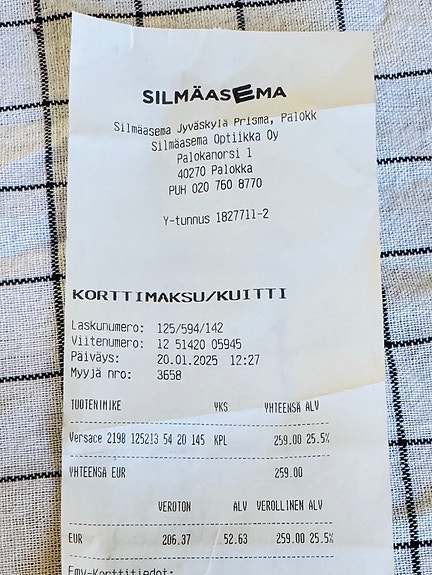 SILMÄASEMA
Silmäasema Jyväskylä Prisma, Palokk
Silmäasema Optiikka Oy
Palokanorsi 1
40270 Palokka
PUH 020 760 8770
Y-tunnus 1827711-2
KORTTIMAKSU/KUITTI
Laskunumero: 125/594/142
Viitenumero: 12 51420 05945
Päiväys: 20.01.2025 12:27
Myyjä nro: 3658
TUOTENIMIKE YKS YHTEENSÄ ALV
Versace 2198 125213 54 20 145 KPL 259.00 25.5%
YHTEENSÄ EUR 259.00
VEROTON ALV VEROLLINEN ALV
EUR 206.37 52.63 259.00 25.5%
Emv-Korttitiedot: